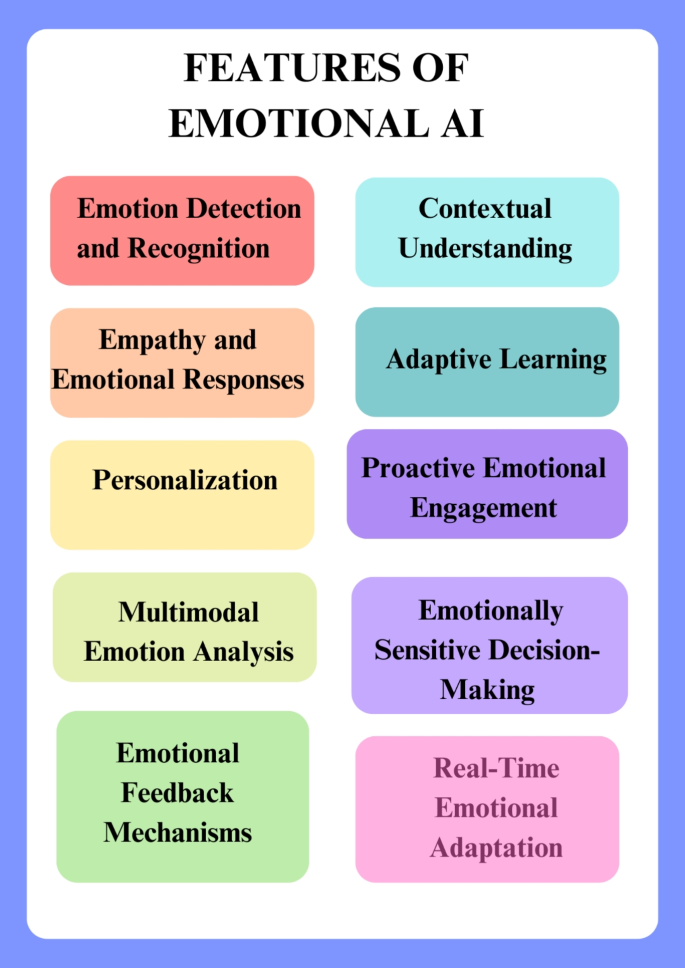 FEATURES OF
EMOTIONAL AI
Emotion Detection
and Recognition
Contextual
Understanding
Empathy and
Emotional Responses
Adaptive Learning
Personalization
Proactive Emotional
Engagement
Multimodal
Emotion Analysis
Emotionally
Sensitive Decision-
Making
Emotional
Feedback
Mechanisms
Real-Time
Emotional
Adaptation